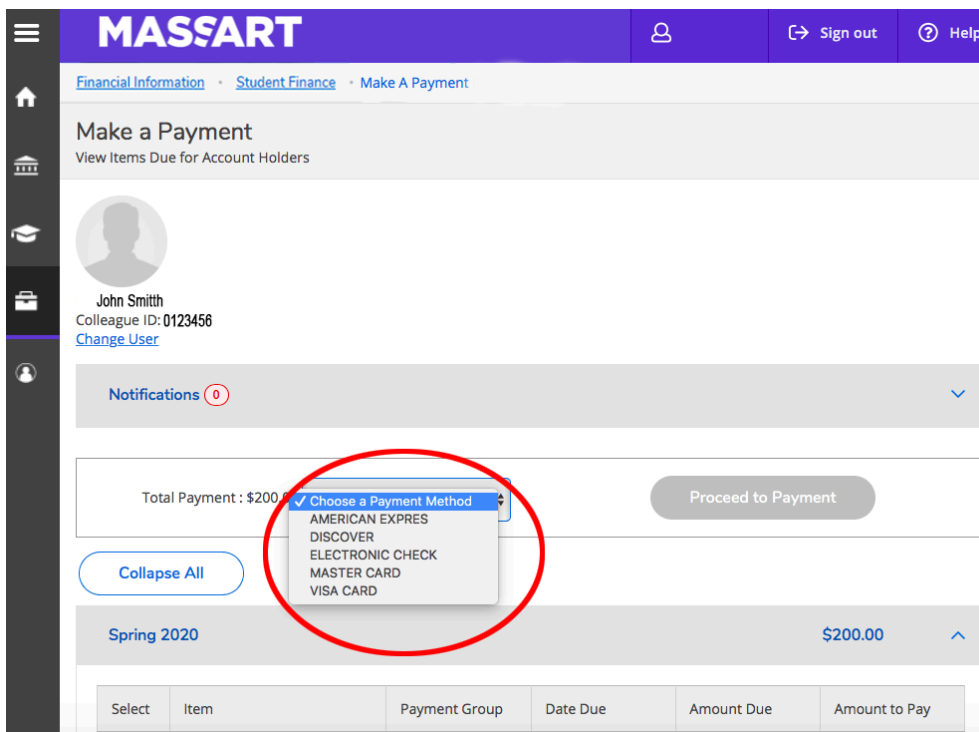 MASSART
Sign out
Help
Financial Information • Student Finance • Make A Payment
Make a Payment
View Items Due for Account Holders
John Smitth
Colleague ID: 0123456
Change User
Notifications 0
Total Payment : $200.
✓ Choose a Payment Method
AMERICAN EXPRES
DISCOVER
ELECTRONIC CHECK
MASTER CARD
VISA CARD
Proceed to Payment
Collapse All
Spring 2020 $200.00
Select Item Payment Group Date Due Amount Due Amount to Pay